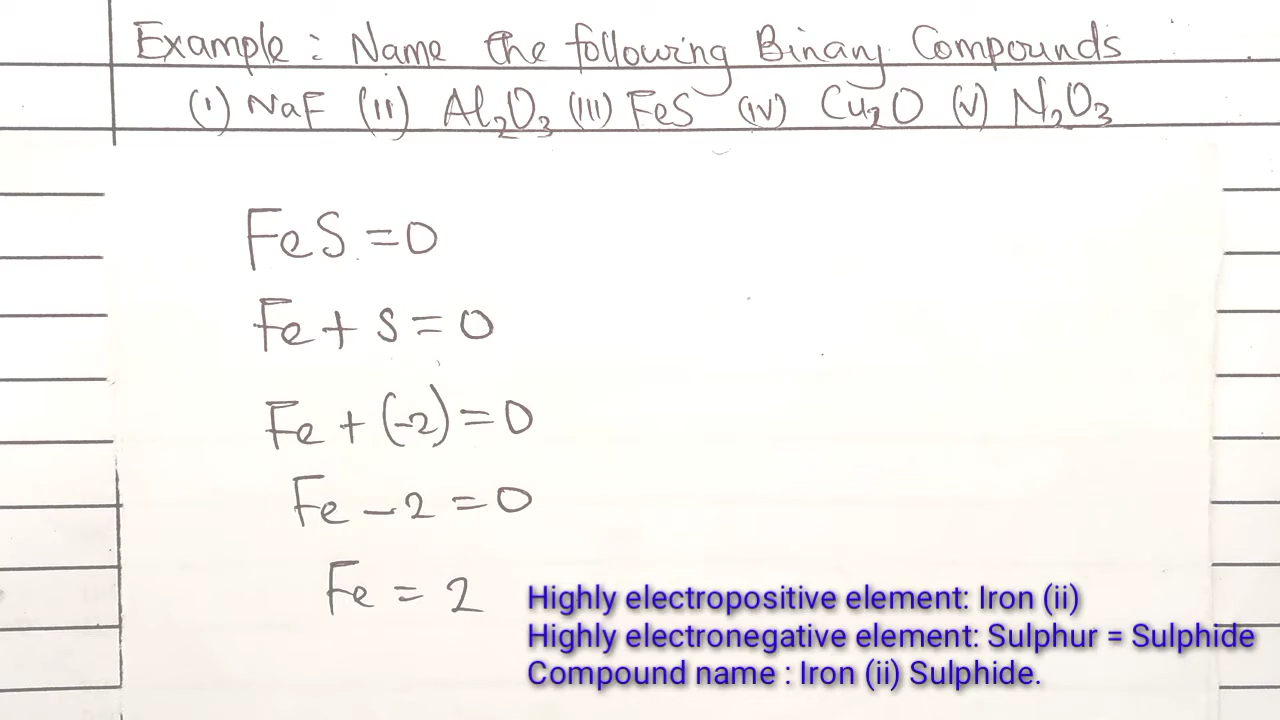 Example: Name the following Binary Compounds
(i) NaF (ii) Al₂O₃ (iii) FeS (iv) Cu₂O (v) N₂O₃
FeS = 0
Fe + S = 0
Fe + (-2) = 0
Fe - 2 = 0
Fe = 2
Highly electropositive element: Iron (ii)
Highly electronegative element: Sulphur = Sulphide
Compound name : Iron (ii) Sulphide.